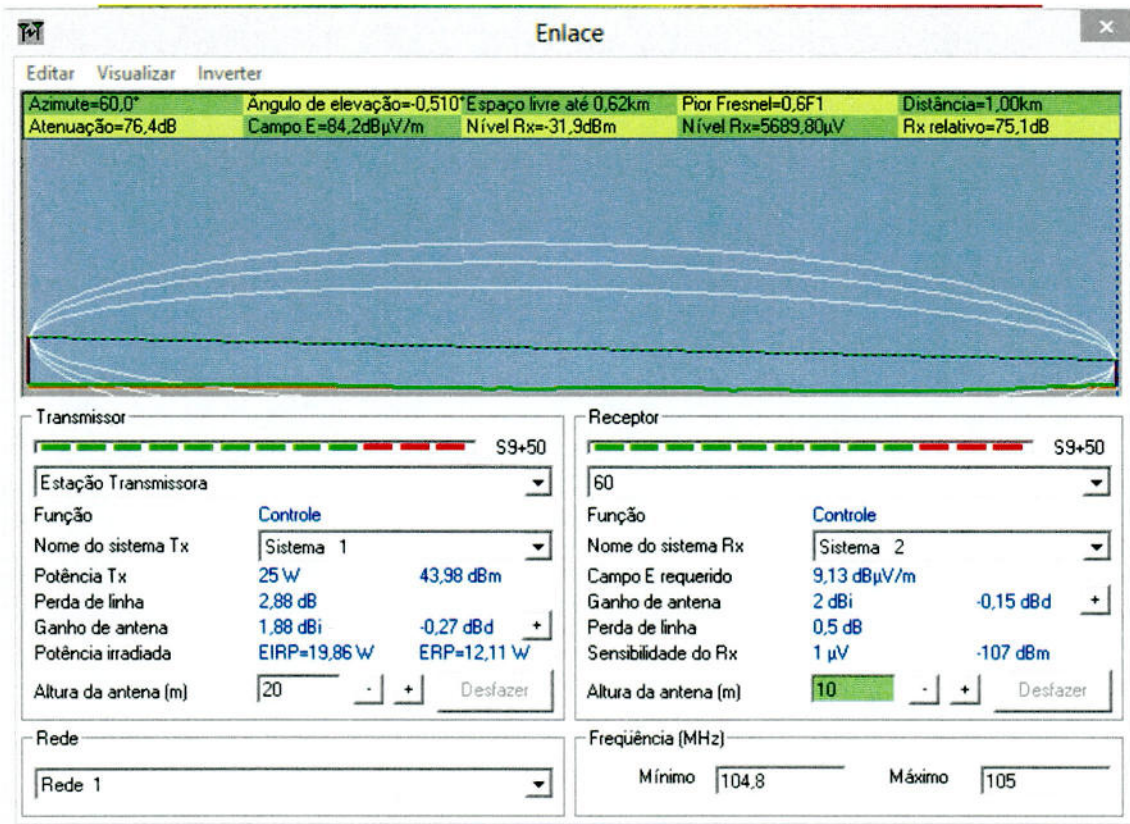 Enlace
Editar Visualizar Inverter
Azimute=60,0° Ângulo de elevação=-0,510° Espaço livre até 0,62km Pior Fresnel=0,6F1 Distância=1,00km
Atenuação=76,4dB Campo E=84,2dBµV/m Nível Rx=-31,9dBm Nível Rx=5689,80µV Rx relativo=75,1dB
Transmissor
S9+50
Estação Transmissora
Função Controle
Nome do sistema Tx Sistema 1
Potência Tx 25 W 43,98 dBm
Perda de linha 2,88 dB
Ganho de antena 1,88 dBi -0,27 dBd +
Potência irradiada EIRP=19,86 W ERP=12,11 W
Altura da antena (m) 20 - + Desfazer
Rede
Rede 1
Receptor
S9+50
60
Função Controle
Nome do sistema Rx Sistema 2
Campo E requerido 9,13 dBµV/m
Ganho de antena 2 dBi -0,15 dBd +
Perda de linha 0,5 dB
Sensibilidade do Rx 1 µV -107 dBm
Altura da antena (m) 10 - + Desfazer
Freqüência (MHz)
Mínimo 104,8 Máximo 105